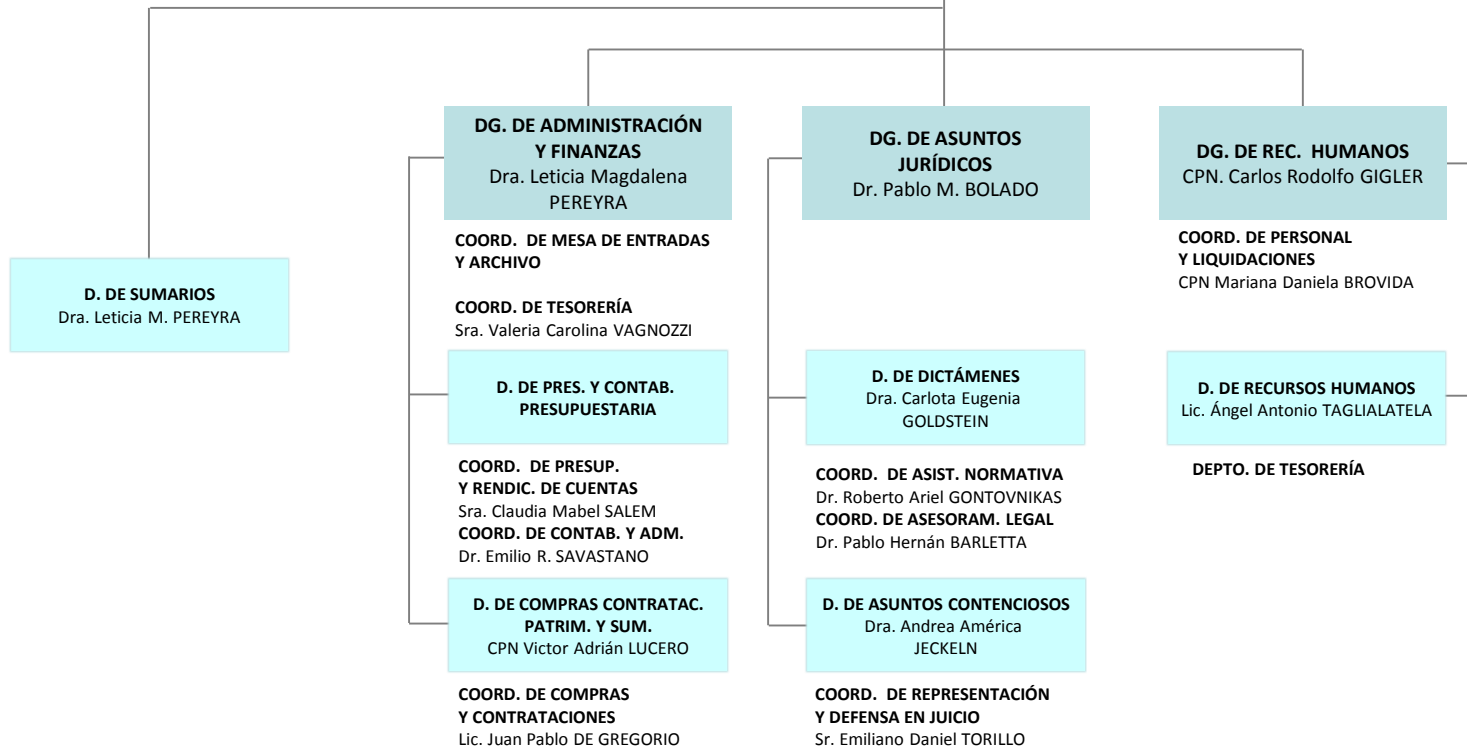 D. DE SUMARIOS
Dra. Leticia M. PEREYRA
DG. DE ADMINISTRACIÓN
Y FINANZAS
Dra. Leticia Magdalena
PEREYRA
COORD. DE MESA DE ENTRADAS
Y ARCHIVO
COORD. DE TESORERÍA
Sra. Valeria Carolina VAGNOZZI
D. DE PRES. Y CONTAB.
PRESUPUESTARIA
COORD. DE PRESUP.
Y RENDIC. DE CUENTAS
Sra. Claudia Mabel SALEM
COORD. DE CONTAB. Y ADM.
Dr. Emilio R. SAVASTANO
D. DE COMPRAS CONTRATAC.
PATRIM. Y SUM.
CPN Victor Adrián LUCERO
COORD. DE COMPRAS
Y CONTRATACIONES
Lic. Juan Pablo DE GREGORIO
DG. DE ASUNTOS
JURÍDICOS
Dr. Pablo M. BOLADO
D. DE DICTÁMENES
Dra. Carlota Eugenia
GOLDSTEIN
COORD. DE ASIST. NORMATIVA
Dr. Roberto Ariel GONTOVNIKAS
COORD. DE ASESORAM. LEGAL
Dr. Pablo Hernán BARLETTA
D. DE ASUNTOS CONTENCIOSOS
Dra. Andrea América
JECKELN
COORD. DE REPRESENTACIÓN
Y DEFENSA EN JUICIO
Sr. Emiliano Daniel TORILLO
DG. DE REC. HUMANOS
CPN. Carlos Rodolfo GIGLER
COORD. DE PERSONAL
Y LIQUIDACIONES
CPN Mariana Daniela BROVIDA
D. DE RECURSOS HUMANOS
Lic. Ángel Antonio TAGLIALATELA
DEPTO. DE TESORERÍA